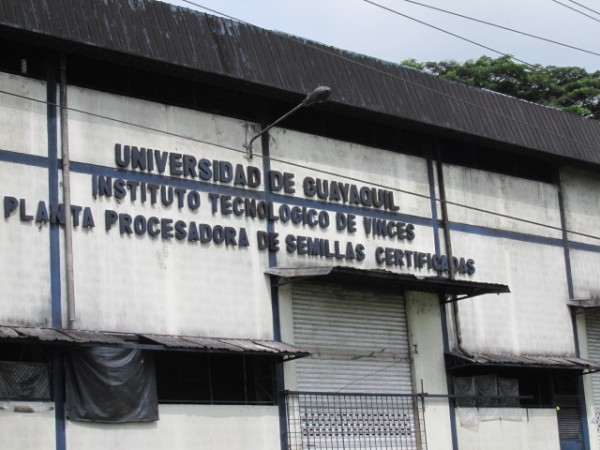 UNIVERSIDAD DE GUAYAQUIL
INSTITUTO TECNOLOGICO DE VINCES
PLANTA PROCESADORA DE SEMILLAS CERTIFICADAS